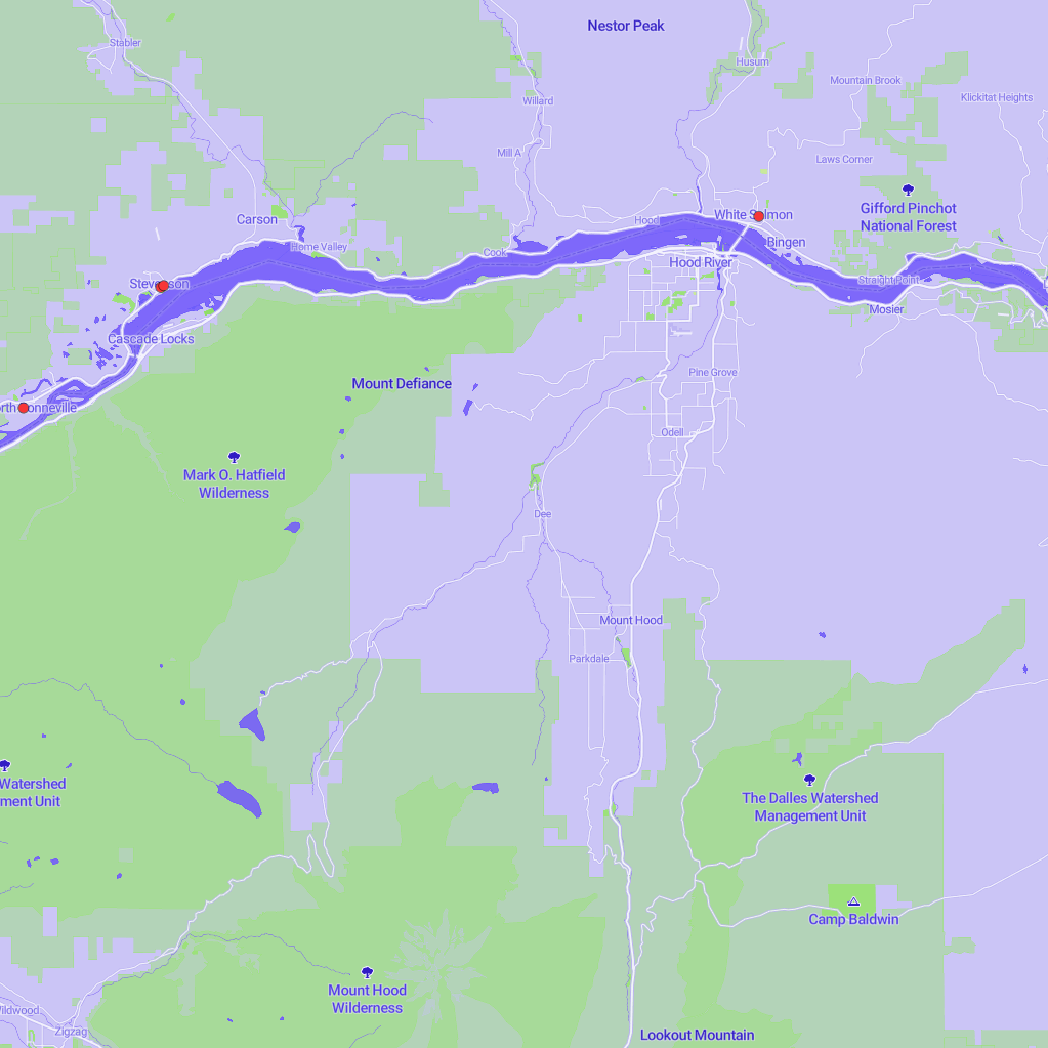 Nestor Peak
Stabler
Husum
Mountain Brook
Klickitat Heights
Willard
Mill A
Laws Corner
Gifford Pinchot
National Forest
Carson
Hood
White Salmon
Home Valley
Cook
Bingen
Hood River
Stevenson
Straight Point
Mosier
Cascade Locks
Pine Grove
Mount Defiance
rth Bonneville
Odell
Mark O. Hatfield
Wilderness
Dee
Mount Hood
Parkdale
Watershed
ment Unit
The Dalles Watershed
Management Unit
Camp Baldwin
Mount Hood
Wilderness
ildwood
Zigzag
Lookout Mountain